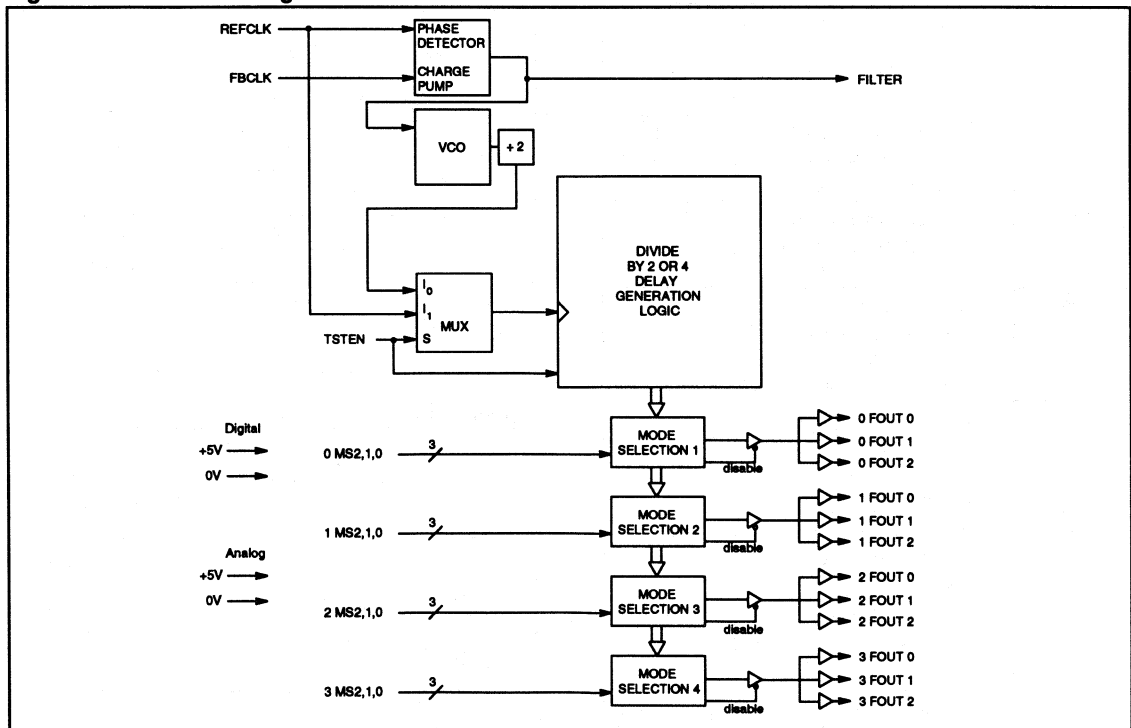 REFCLK
PHASE
DETECTOR
FBCLK
CHARGE
PUMP
FILTER
VCO
÷ 2
DIVIDE
BY 2 OR 4
DELAY
GENERATION
LOGIC
I0
I1
MUX
TSTEN
S
Digital
+5V
0V
0 MS2,1,0
3
MODE
SELECTION 1
disable
0 FOUT 0
0 FOUT 1
0 FOUT 2
1 MS2,1,0
3
MODE
SELECTION 2
disable
1 FOUT 0
1 FOUT 1
1 FOUT 2
Analog
+5V
0V
2 MS2,1,0
3
MODE
SELECTION 3
disable
2 FOUT 0
2 FOUT 1
2 FOUT 2
3 MS2,1,0
3
MODE
SELECTION 4
disable
3 FOUT 0
3 FOUT 1
3 FOUT 2